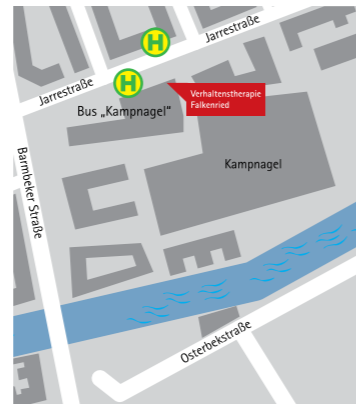 H
Jarrestraße
H
Jarrestraße
Verhaltenstherapie
Falkenried
Bus „Kampnagel“
Kampnagel
Barmbeker Straße
Osterbekstraße